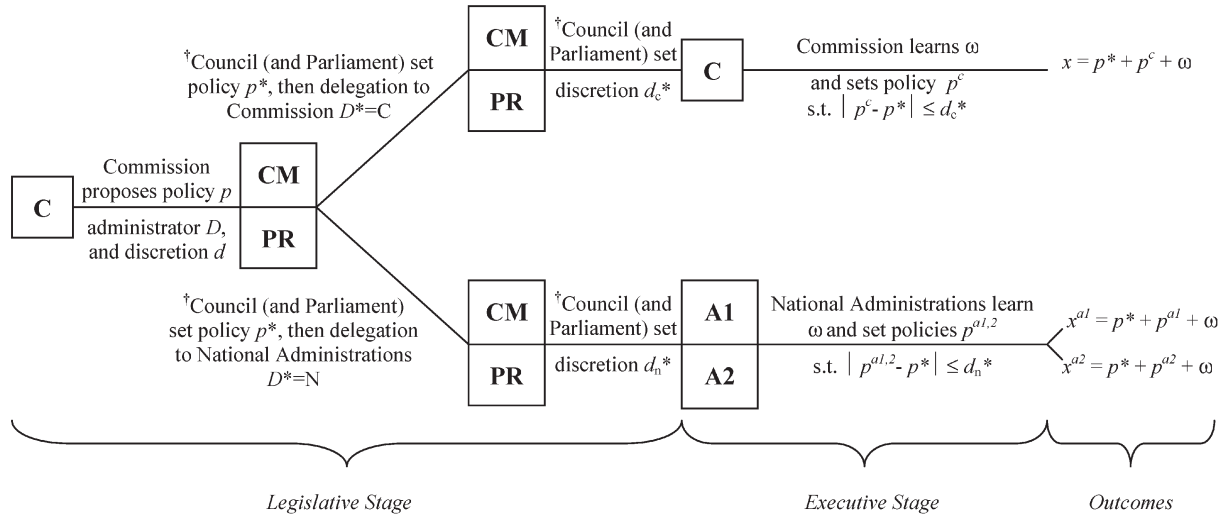 C
Commission
proposes policy p
administrator D,
and discretion d
CM
PR
†Council (and Parliament) set
policy p*, then delegation to
Commission D*=C
CM
PR
†Council (and
Parliament) set
discretion dc*
C
Commission learns ω
and sets policy pᶜ
s.t. | pᶜ- p* | ≤ dc*
x = p* + pᶜ + ω
†Council (and Parliament)
set policy p*, then delegation
to National Administrations
D*=N
CM
PR
†Council (and
Parliament) set
discretion dn*
A1
A2
National Administrations learn
ω and set policies pᵃ¹,²
s.t. | pᵃ¹,²- p* | ≤ dn*
xᵃ¹ = p* + pᵃ¹ + ω
xᵃ² = p* + pᵃ² + ω
Legislative Stage
Executive Stage
Outcomes